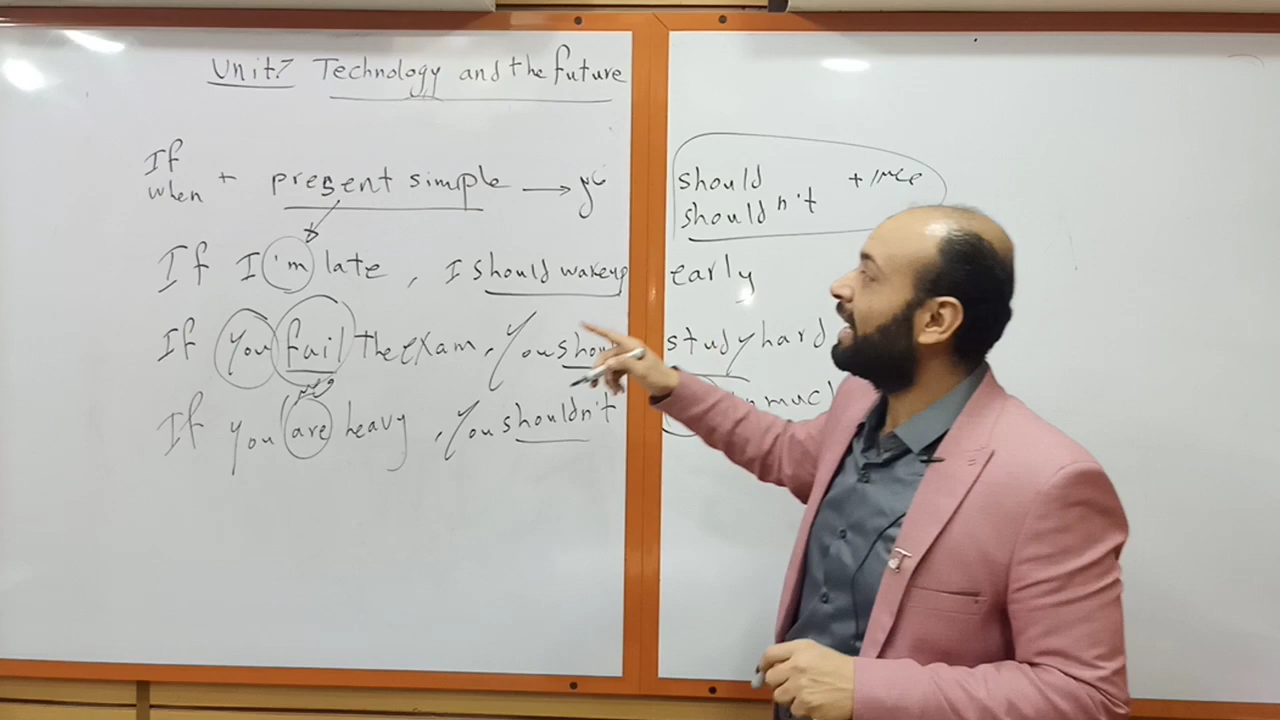 Unit7 Technology and the future
If
when + present simple → should
shouldn't +
If I'm late, I should wakeup early
If you fail the exam, You shou study hard
If you are heavy, You shouldn't